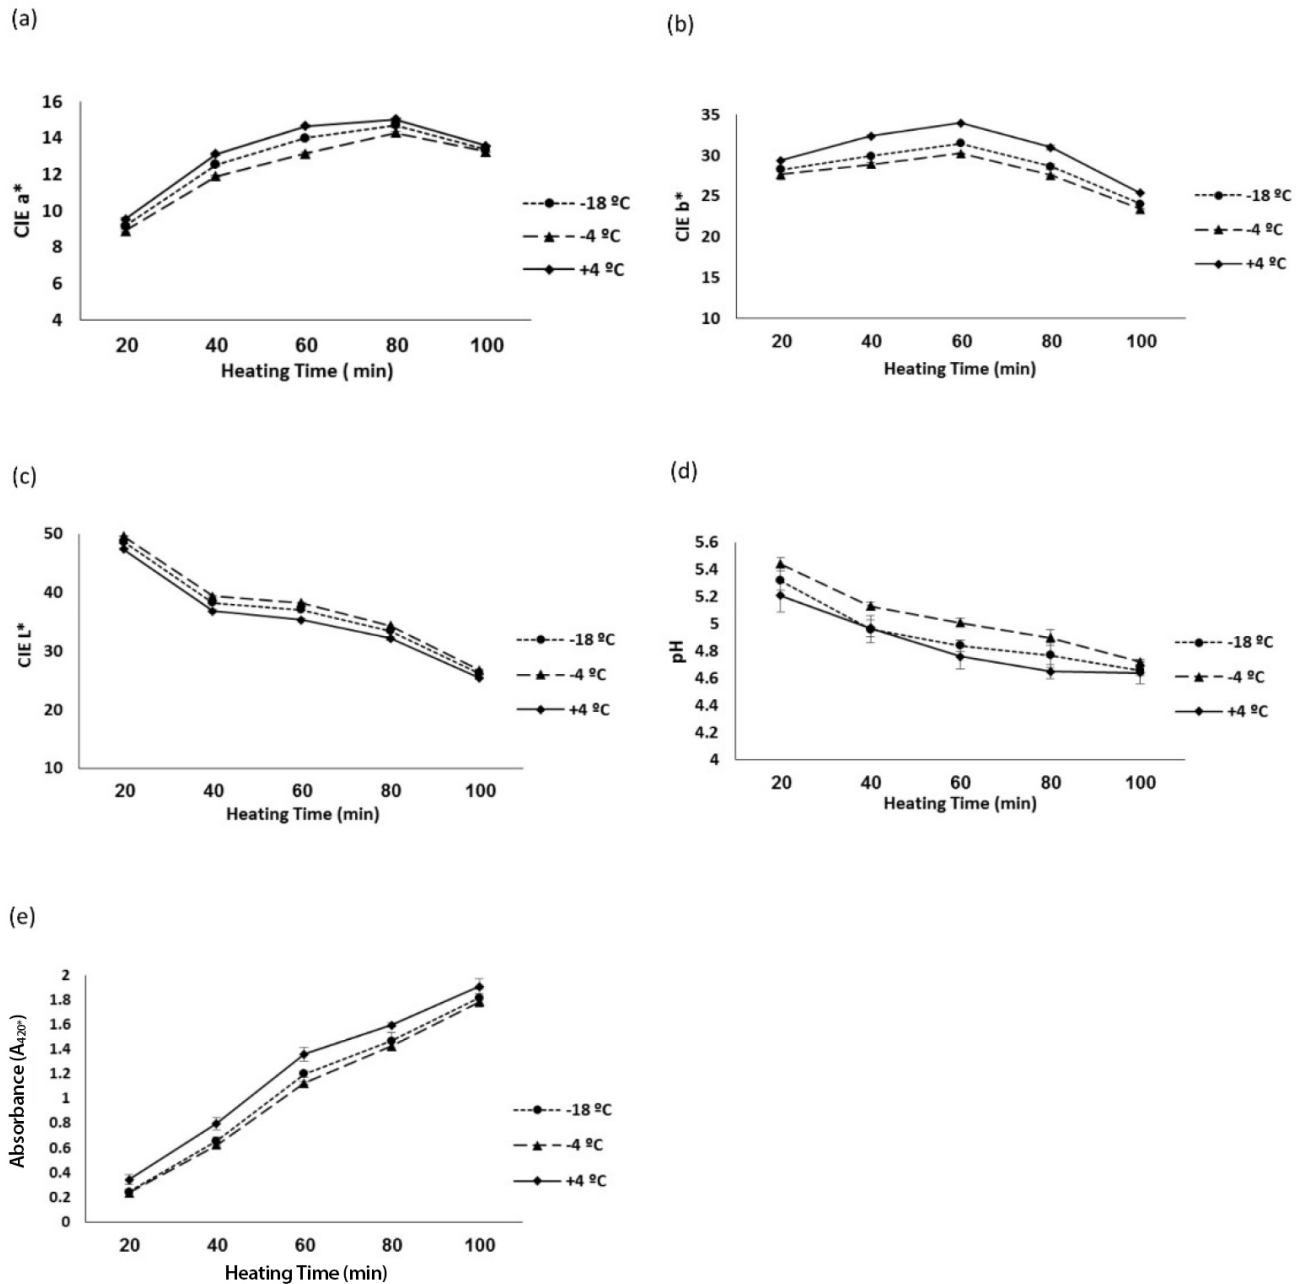 (a)
16
14
12
10
8
6
4
CIE a*
20 40 60 80 100
Heating Time ( min)
-18 ºC
-4 ºC
+4 ºC
(b)
35
30
25
20
15
10
CIE b*
20 40 60 80 100
Heating Time (min)
-18 ºC
-4 ºC
+4 ºC
(c)
50
40
30
20
10
CIE L*
20 40 60 80 100
Heating Time (min)
-18 ºC
-4 ºC
+4 ºC
(d)
5.6
5.4
5.2
5
4.8
4.6
4.4
4.2
4
pH
20 40 60 80 100
Heating Time (min)
-18 ºC
-4 ºC
+4 ºC
(e)
2
1.8
1.6
1.4
1.2
1
0.8
0.6
0.4
0.2
0
Absorbance (A420*)
20 40 60 80 100
Heating Time (min)
-18 ºC
-4 ºC
+4 ºC